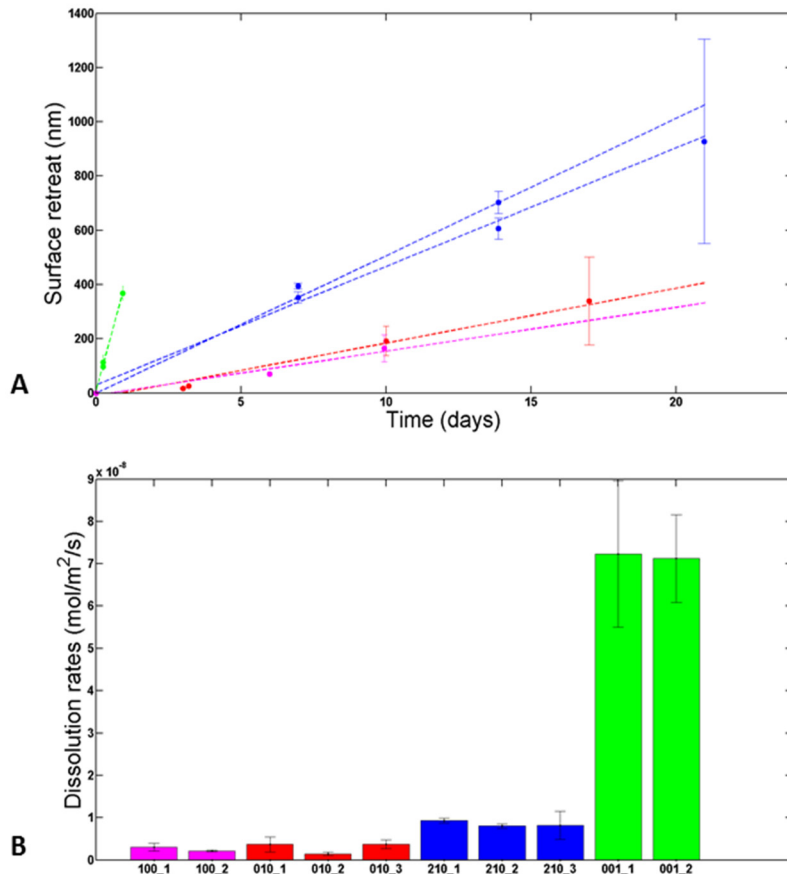 1400
1200
1000
800
600
400
200
0
Surface retreat (nm)
0 5 10 15 20
Time (days)
A
x 10⁻⁸
9
8
7
6
5
4
3
2
1
0
Dissolution rates (mol/m²/s)
100_1 100_2 010_1 010_2 010_3 210_1 210_2 210_3 001_1 001_2
B